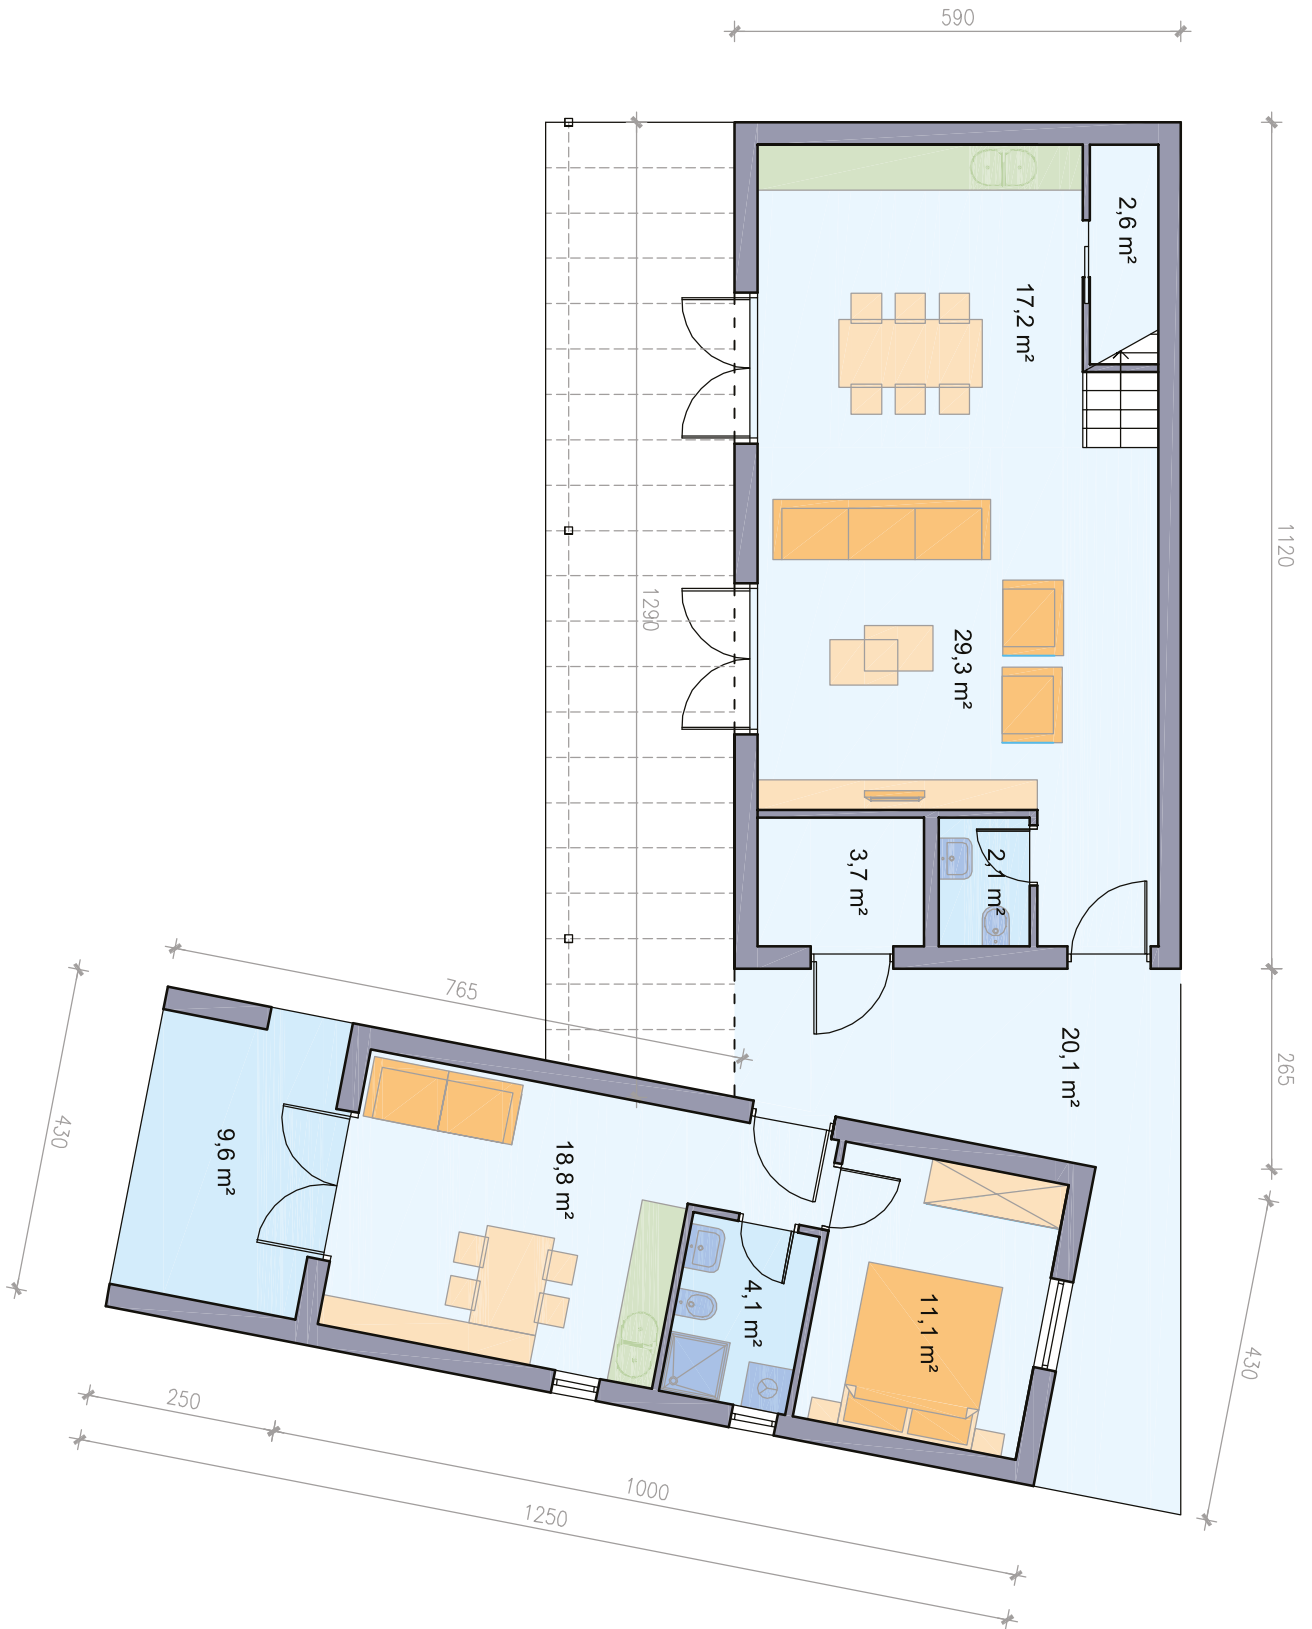 590
2,6 m²
17,2 m²
1120
1290
29,3 m²
3,7 m²
2,1 m²
765
20,1 m²
265
430
9,6 m²
18,8 m²
4,1 m²
11,1 m²
430
250
1000
1250